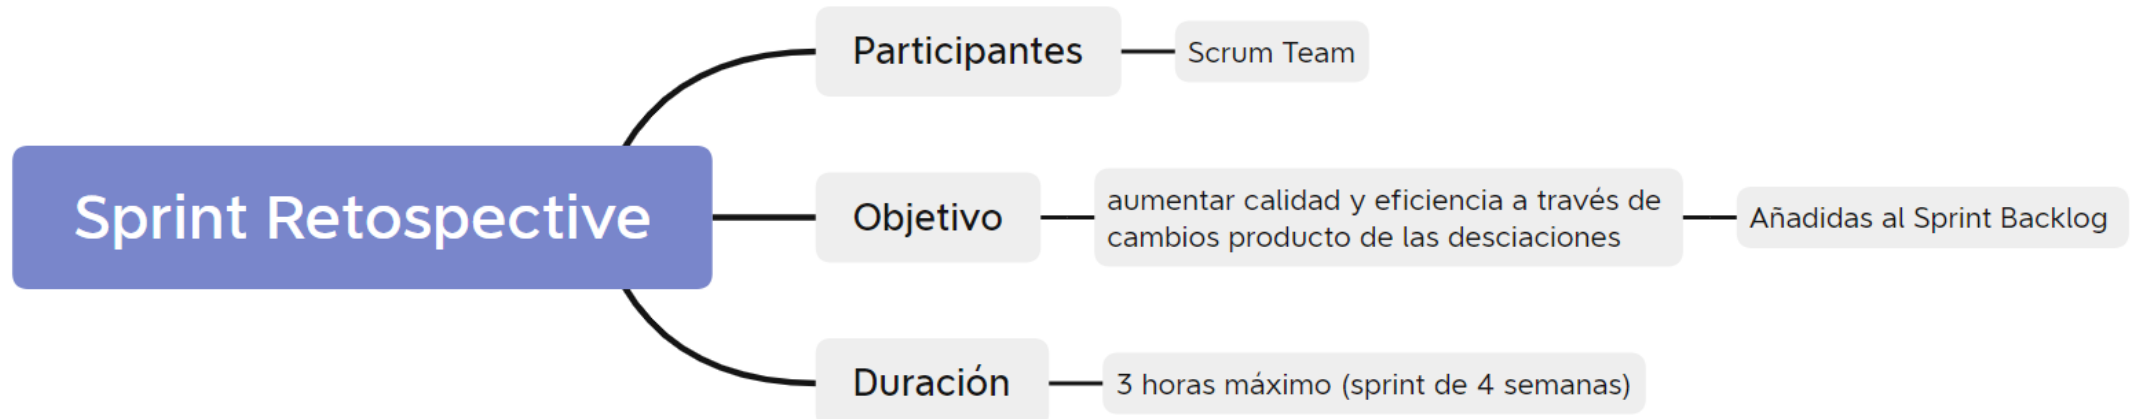 Sprint Retospective
Participantes
Scrum Team
Objetivo
aumentar calidad y eficiencia a través de
cambios producto de las desciaciones
Añadidas al Sprint Backlog
Duración
3 horas máximo (sprint de 4 semanas)